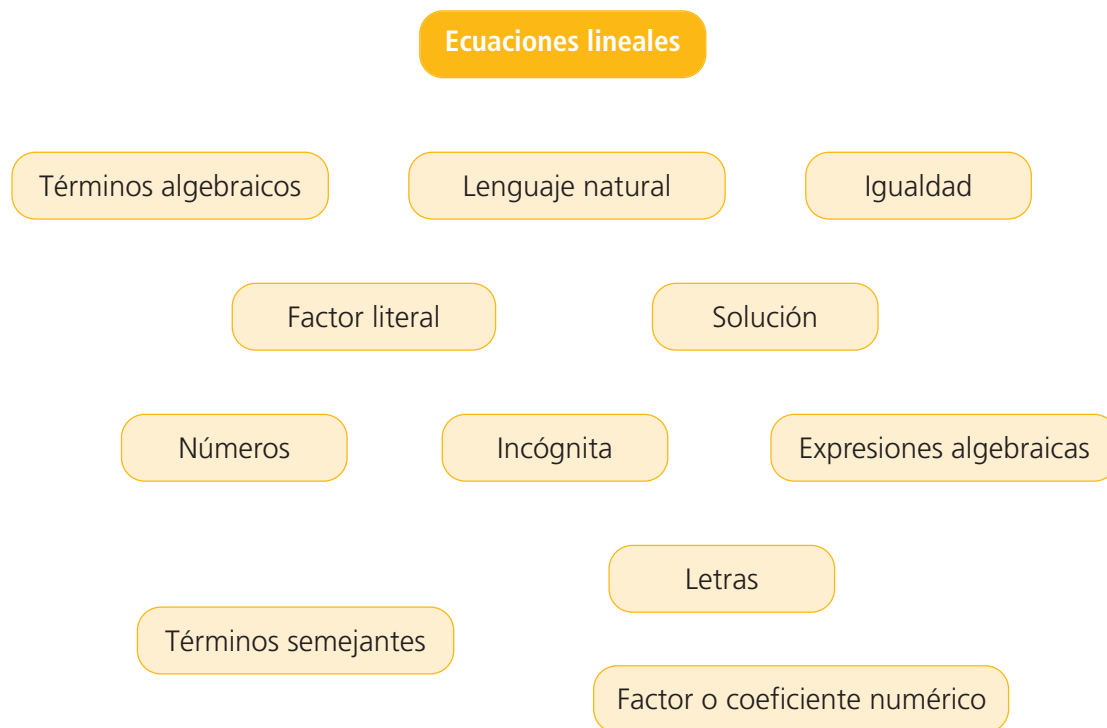 Ecuaciones lineales
Términos algebraicos
Lenguaje natural
Igualdad
Factor literal
Solución
Números
Incógnita
Expresiones algebraicas
Letras
Términos semejantes
Factor o coeficiente numérico